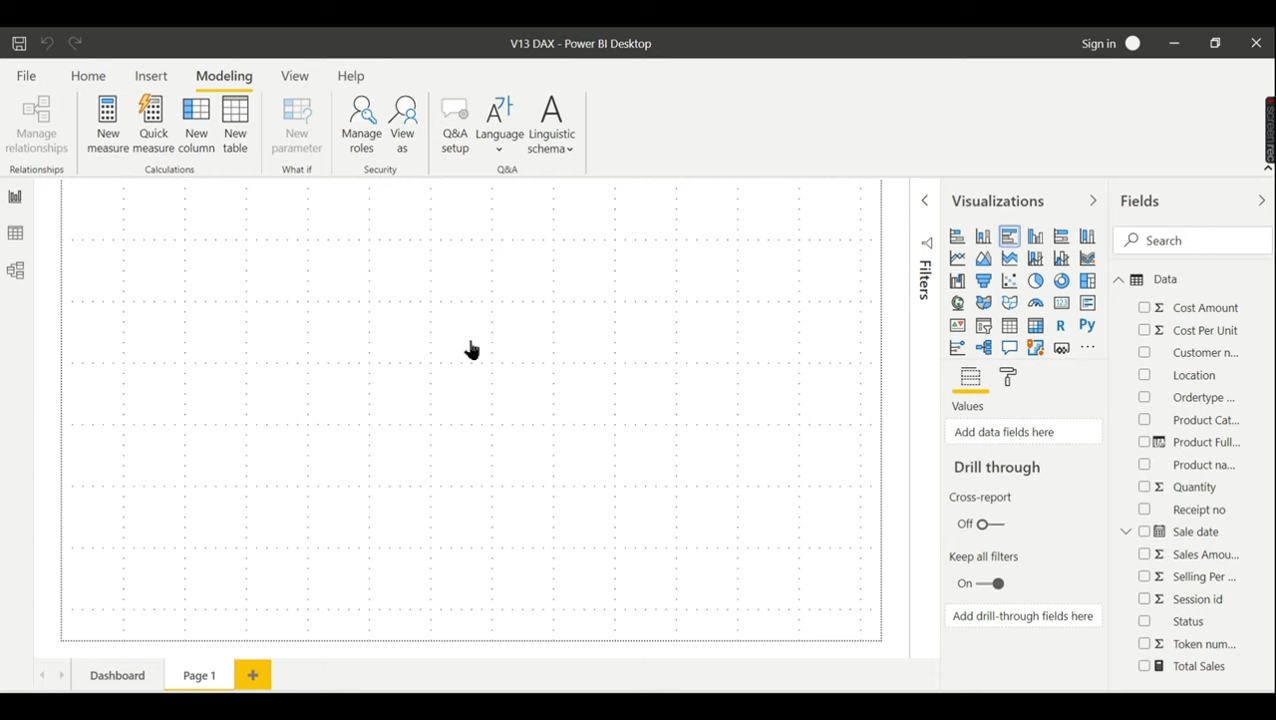 V13 DAX - Power BI Desktop
Sign in
File Home Insert Modeling View Help
Manage relationships
New measure
Quick measure
New column
New table
New parameter
Manage roles
View as
Q&A setup
Language
Linguistic schema
Relationships
Calculations
What if
Security
Q&A
screenrec
Filters
Visualizations
R
Py
123
Values
Add data fields here
Drill through
Cross-report
Off
Keep all filters
On
Add drill-through fields here
Fields
Search
Data
Cost Amount
Cost Per Unit
Customer n...
Location
Ordertype ...
Product Cat...
Product Full...
Product na...
Quantity
Receipt no
Sale date
Sales Amou...
Selling Per ...
Session id
Status
Token num...
Total Sales
Dashboard
Page 1